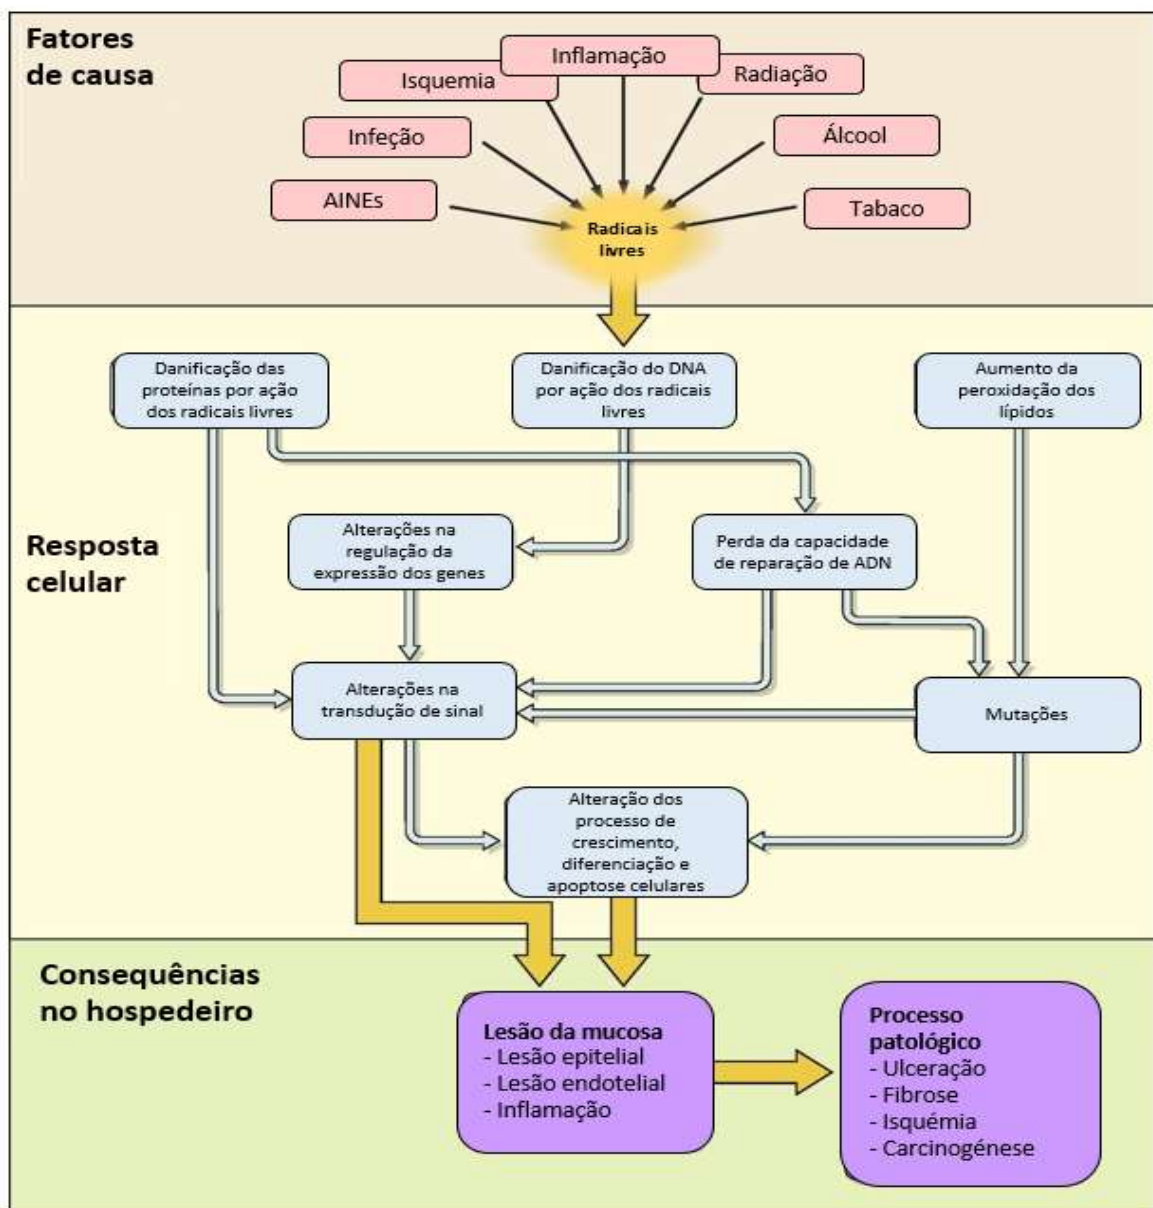 Fatores
de causa
Inflamação
Isquemia
Radiação
Infeção
Álcool
AINEs
Tabaco
Radicais
livres
Danificação das
proteínas por ação
dos radicais livres
Danificação do DNA
por ação dos radicais
livres
Aumento da
peroxidação dos
lípidos
Resposta
celular
Alterações na
regulação da
expressão dos genes
Perda da capacidade
de reparação de ADN
Alterações na
transdução de sinal
Mutações
Alteração dos
processo de
crescimento,
diferenciação e
apoptose celulares
Consequências
no hospedeiro
Lesão da mucosa
- Lesão epitelial
- Lesão endotelial
- Inflamação
Processo
patológico
- Ulceração
- Fibrose
- Isquémia
- Carcinogénese